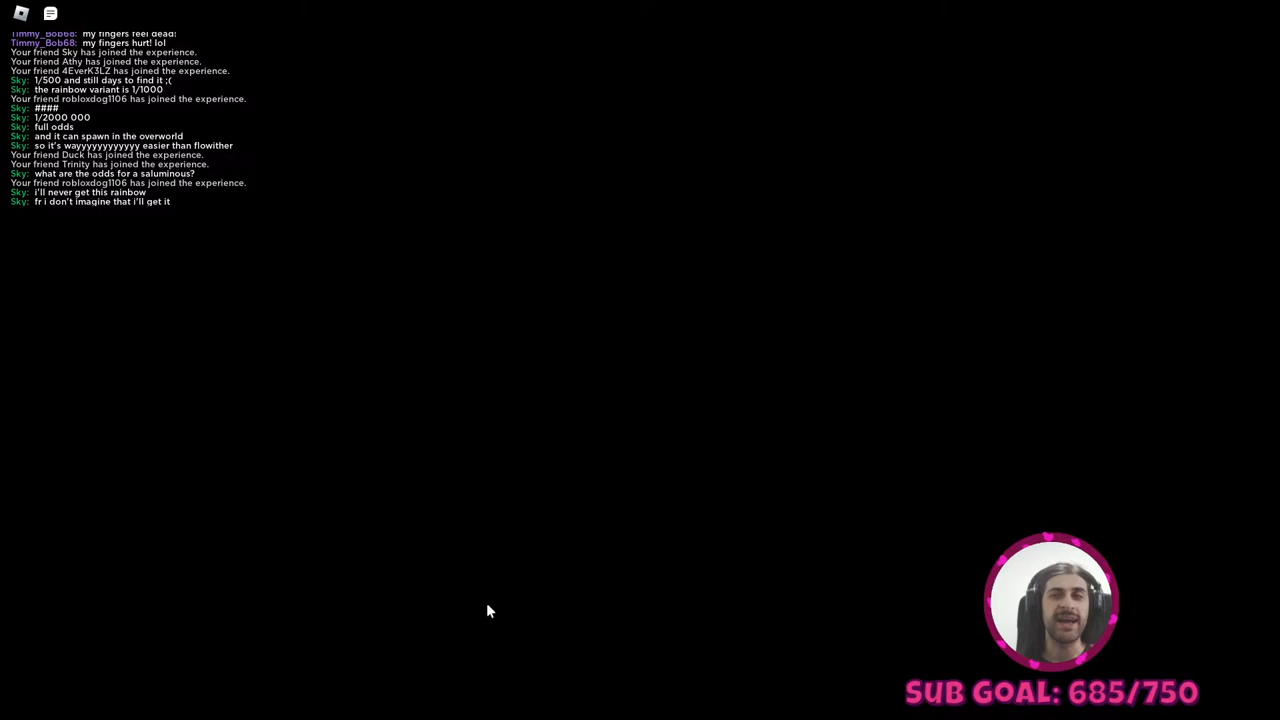 Timmy_Bob68: my fingers feel dead!
Timmy_Bob68: my fingers hurt! lol
Your friend Sky has joined the experience.
Your friend Athy has joined the experience.
Your friend 4EverK3LZ has joined the experience.
Sky: 1/500 and still days to find it ;(
Sky: the rainbow variant is 1/1000
Your friend robloxdog1106 has joined the experience.
Sky: ####
Sky: 1/2000 000
Sky: full odds
Sky: and it can spawn in the overworld
Sky: so it's wayyyyyyyyyyyy easier than flowither
Your friend Duck has joined the experience.
Your friend Trinity has joined the experience.
Sky: what are the odds for a saluminous?
Your friend robloxdog1106 has joined the experience.
Sky: i'll never get this rainbow
Sky: fr i don't imagine that i'll get it
SUB GOAL: 685/750